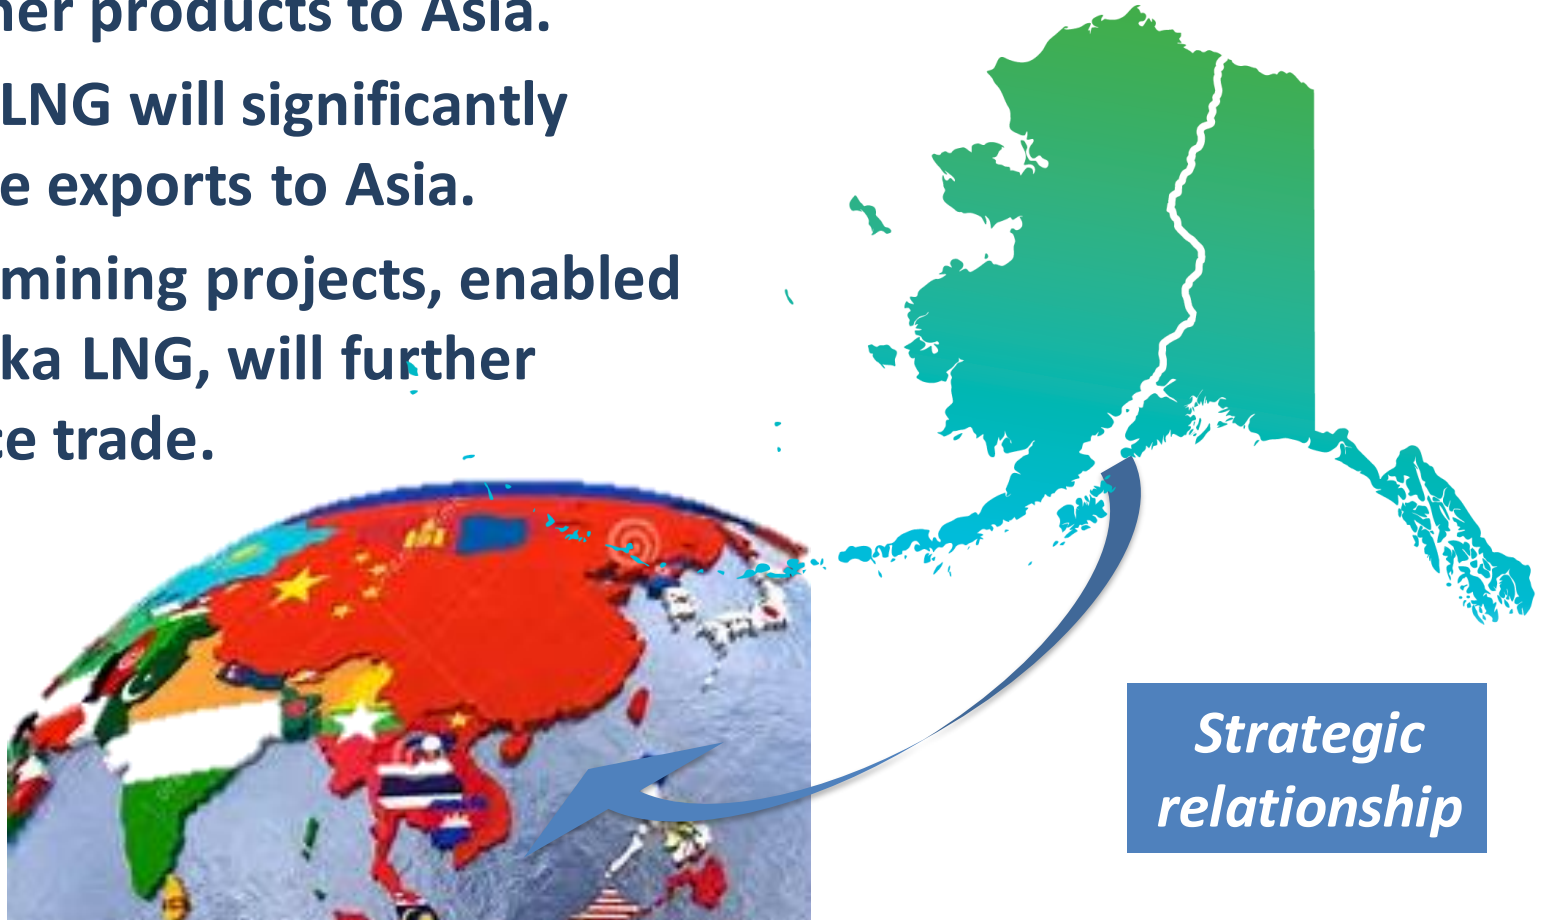 her products to Asia.
LNG will significantly
e exports to Asia.
mining projects, enabled
ka LNG, will further
ce trade.
Strategic
relationship